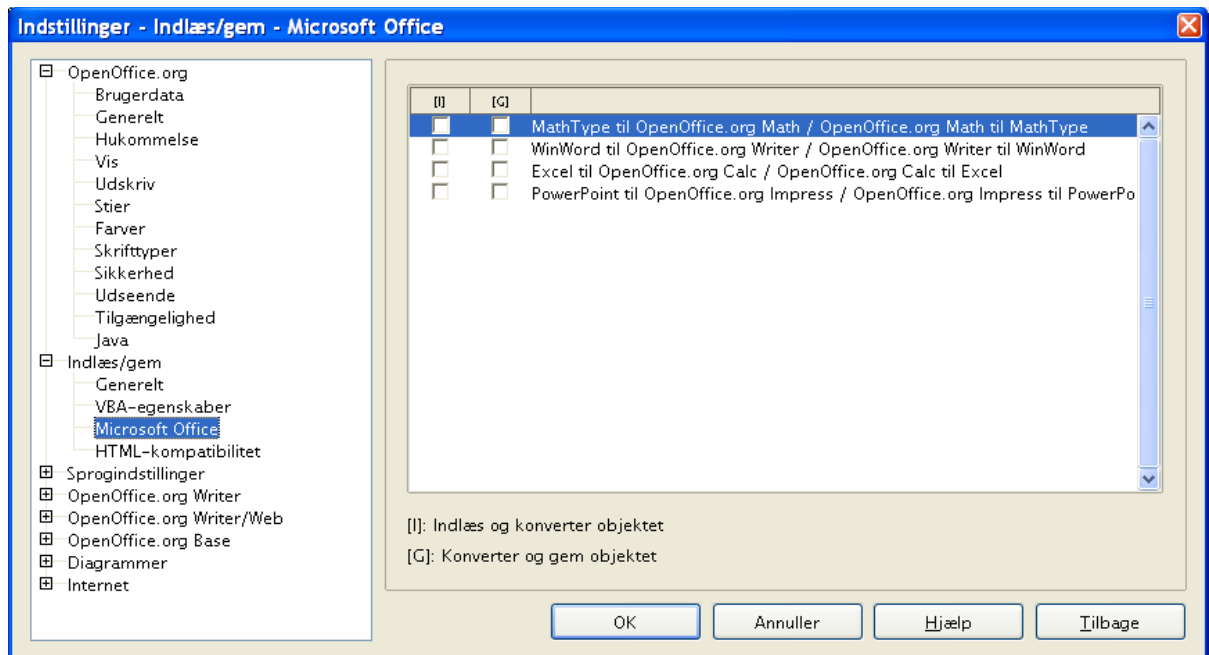 Indstillinger - Indlæs/gem - Microsoft Office
OpenOffice.org
Brugerdata
Generelt
Hukommelse
Vis
Udskriv
Stier
Farver
Skrifttyper
Sikkerhed
Udseende
Tilgængelighed
Java
Indlæs/gem
Generelt
VBA-egenskaber
Microsoft Office
HTML-kompatibilitet
Sprogindstillinger
OpenOffice.org Writer
OpenOffice.org Writer/Web
OpenOffice.org Base
Diagrammer
Internet
[I] [G]
MathType til OpenOffice.org Math / OpenOffice.org Math til MathType
WinWord til OpenOffice.org Writer / OpenOffice.org Writer til WinWord
Excel til OpenOffice.org Calc / OpenOffice.org Calc til Excel
PowerPoint til OpenOffice.org Impress / OpenOffice.org Impress til PowerPo
[I]: Indlæs og konverter objektet
[G]: Konverter og gem objektet
OK Annuller Hjælp Tilbage